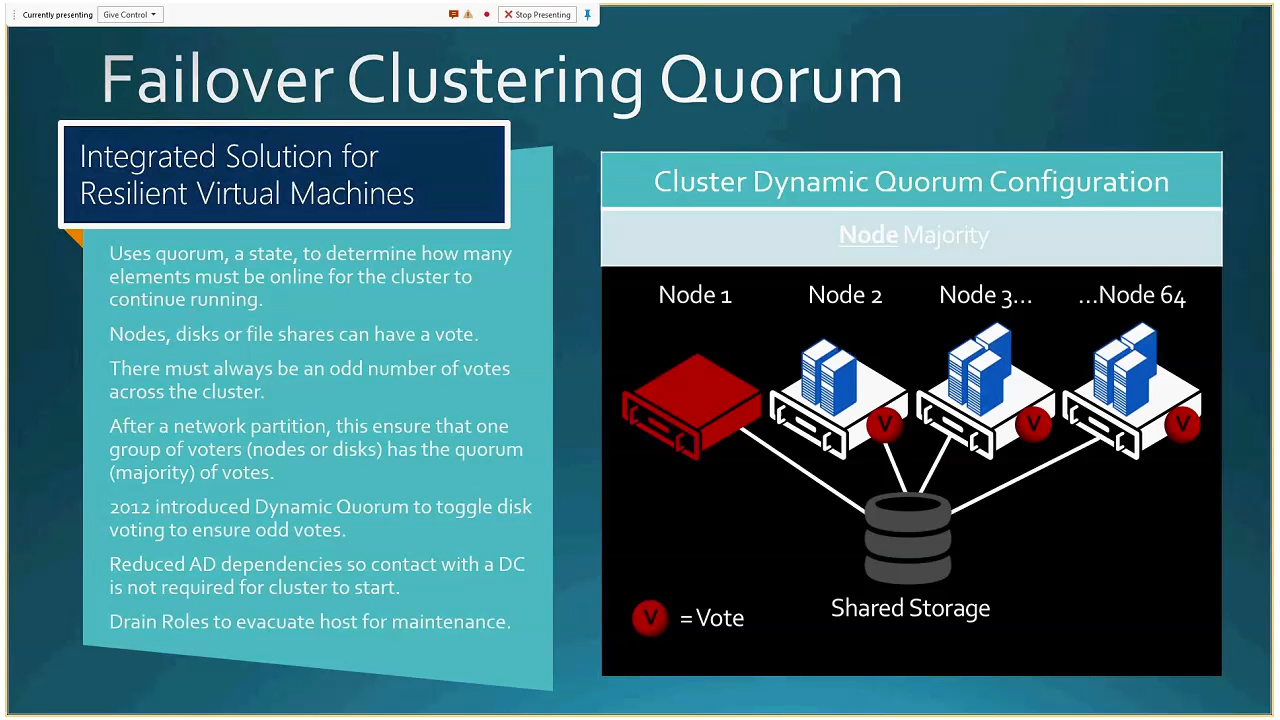 Currently presenting
Give Control
Stop Presenting
Failover Clustering Quorum
Integrated Solution for
Resilient Virtual Machines
Uses quorum, a state, to determine how many
elements must be online for the cluster to
continue running.
Nodes, disks or file shares can have a vote.
There must always be an odd number of votes
across the cluster.
After a network partition, this ensure that one
group of voters (nodes or disks) has the quorum
(majority) of votes.
2012 introduced Dynamic Quorum to toggle disk
voting to ensure odd votes.
Reduced AD dependencies so contact with a DC
is not required for cluster to start.
Drain Roles to evacuate host for maintenance.
Cluster Dynamic Quorum Configuration
Node Majority
Node 1
Node 2
Node 3...
...Node 64
V
V
V
Shared Storage
V = Vote